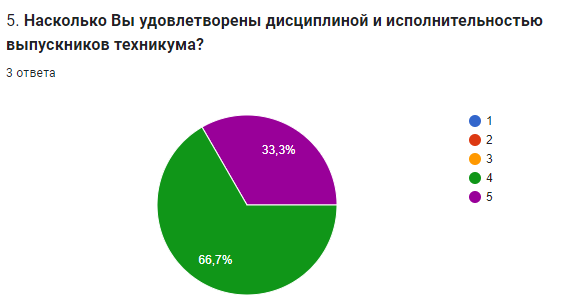 5. Насколько Вы удовлетворены дисциплиной и исполнительностью
выпускников техникума?
3 ответа
33,3%
66,7%
1
2
3
4
5